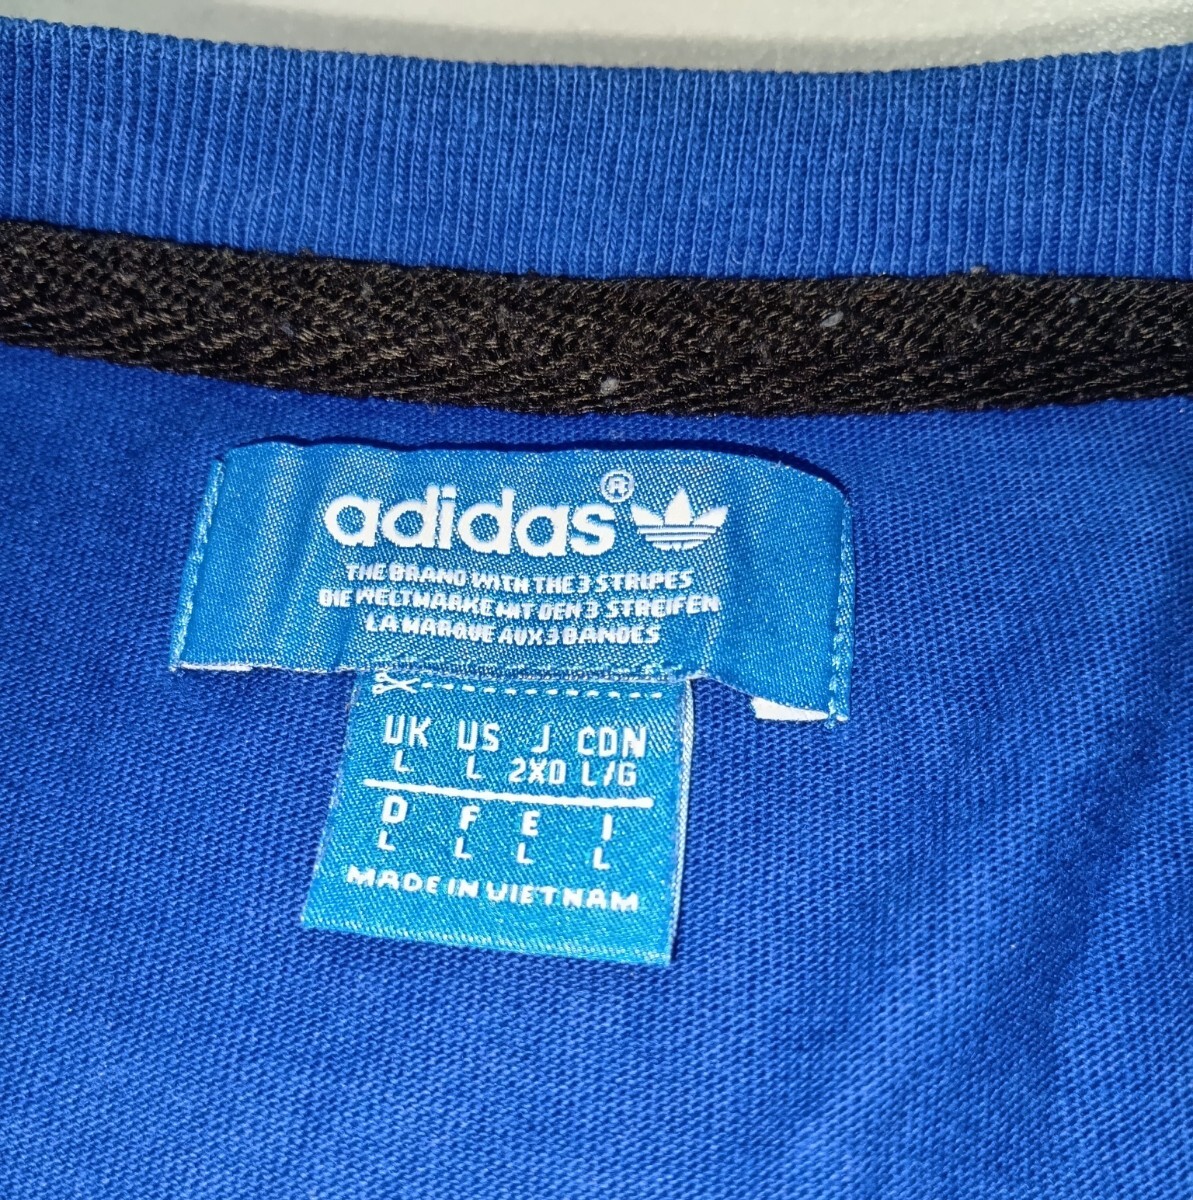 adidas®
THE BRAND WITH THE 3 STRIPES
DIE WELTMARKE MIT DEN 3 STREIFEN
LA MARQUE AUX 3 BANDES
UK US J CDN
L L 2XO L/G
D F E I
L L L L
MADE IN VIETNAM